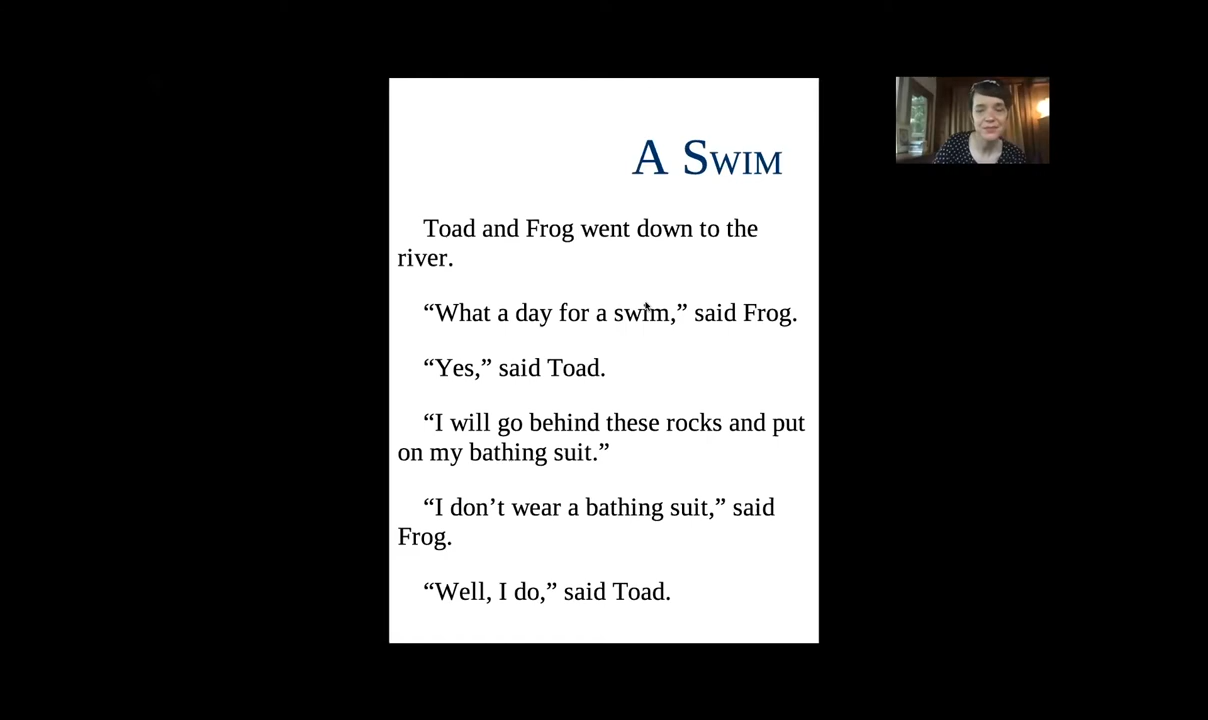 A SWIM
Toad and Frog went down to the
river.
“What a day for a swim,” said Frog.
“Yes,” said Toad.
“I will go behind these rocks and put
on my bathing suit.”
“I don’t wear a bathing suit,” said
Frog.
“Well, I do,” said Toad.